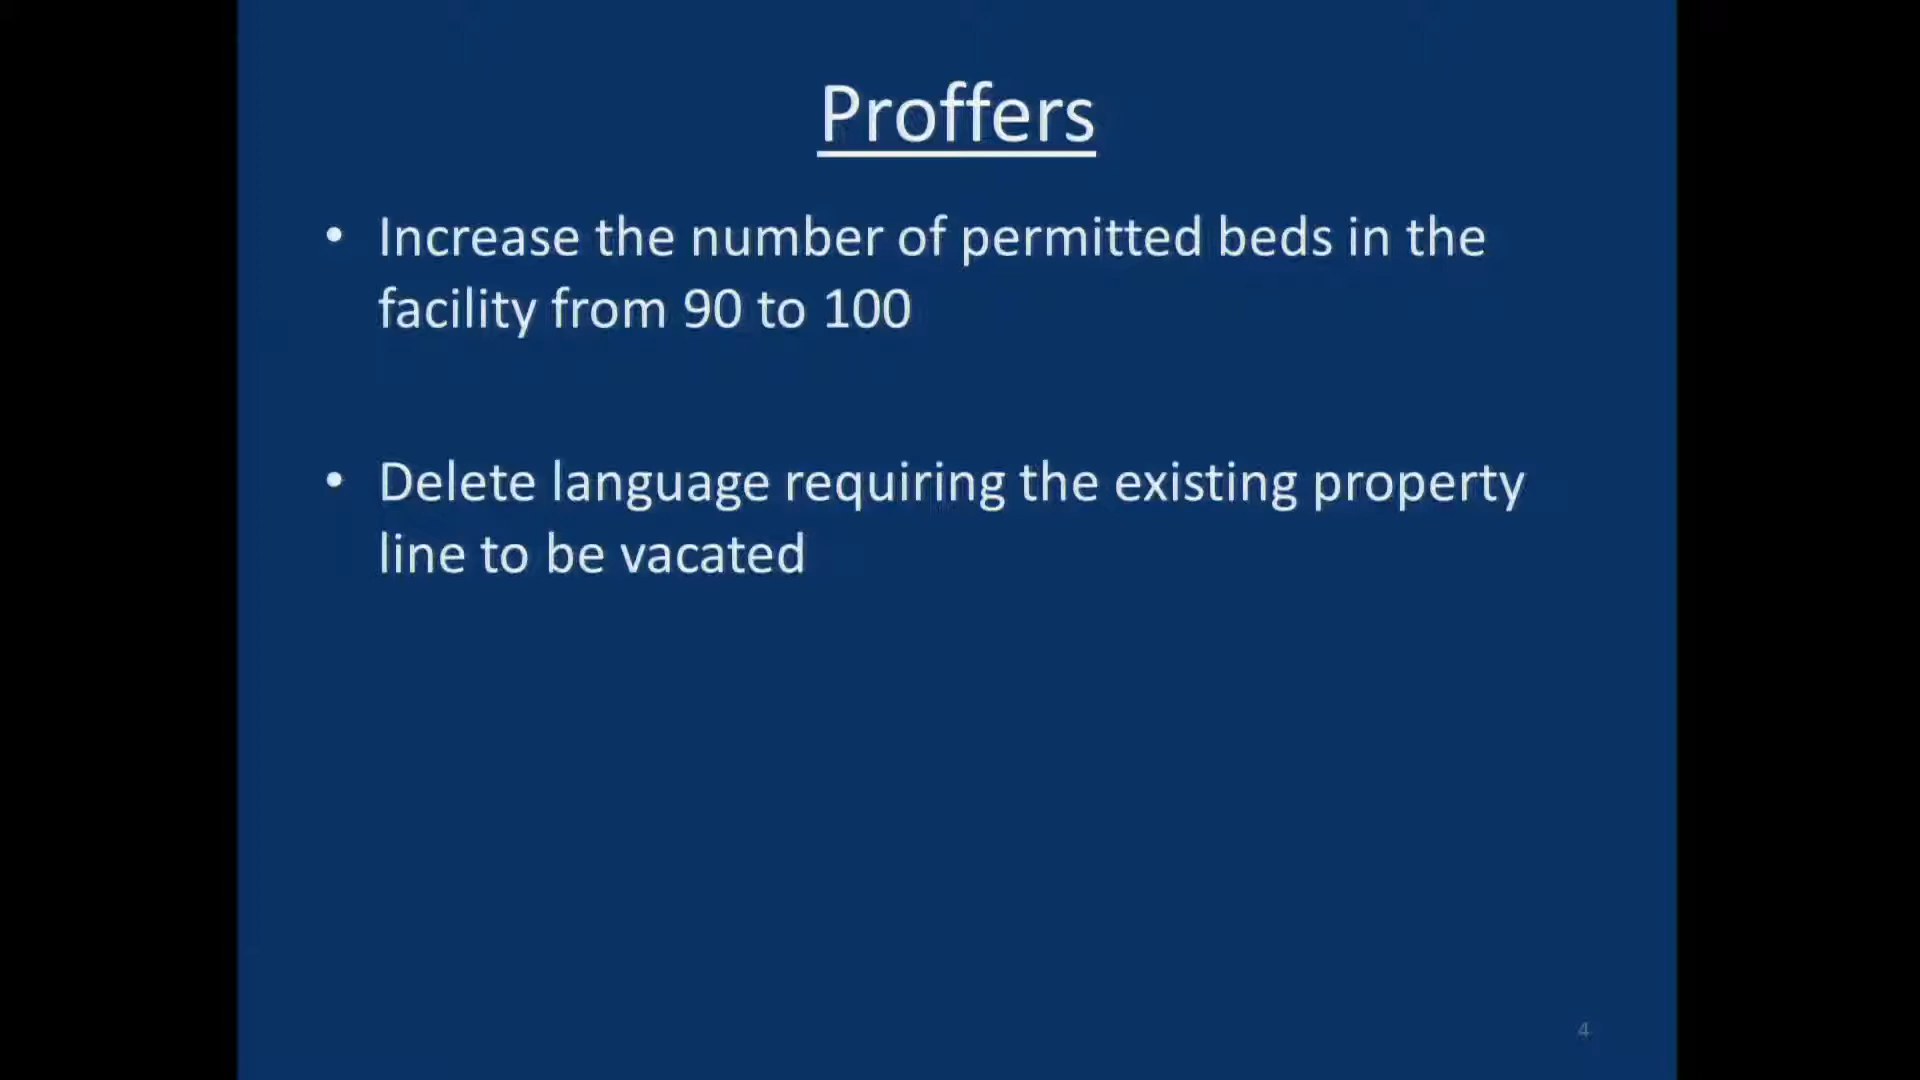 Proffers
• Increase the number of permitted beds in the
facility from 90 to 100
• Delete language requiring the existing property
line to be vacated
4